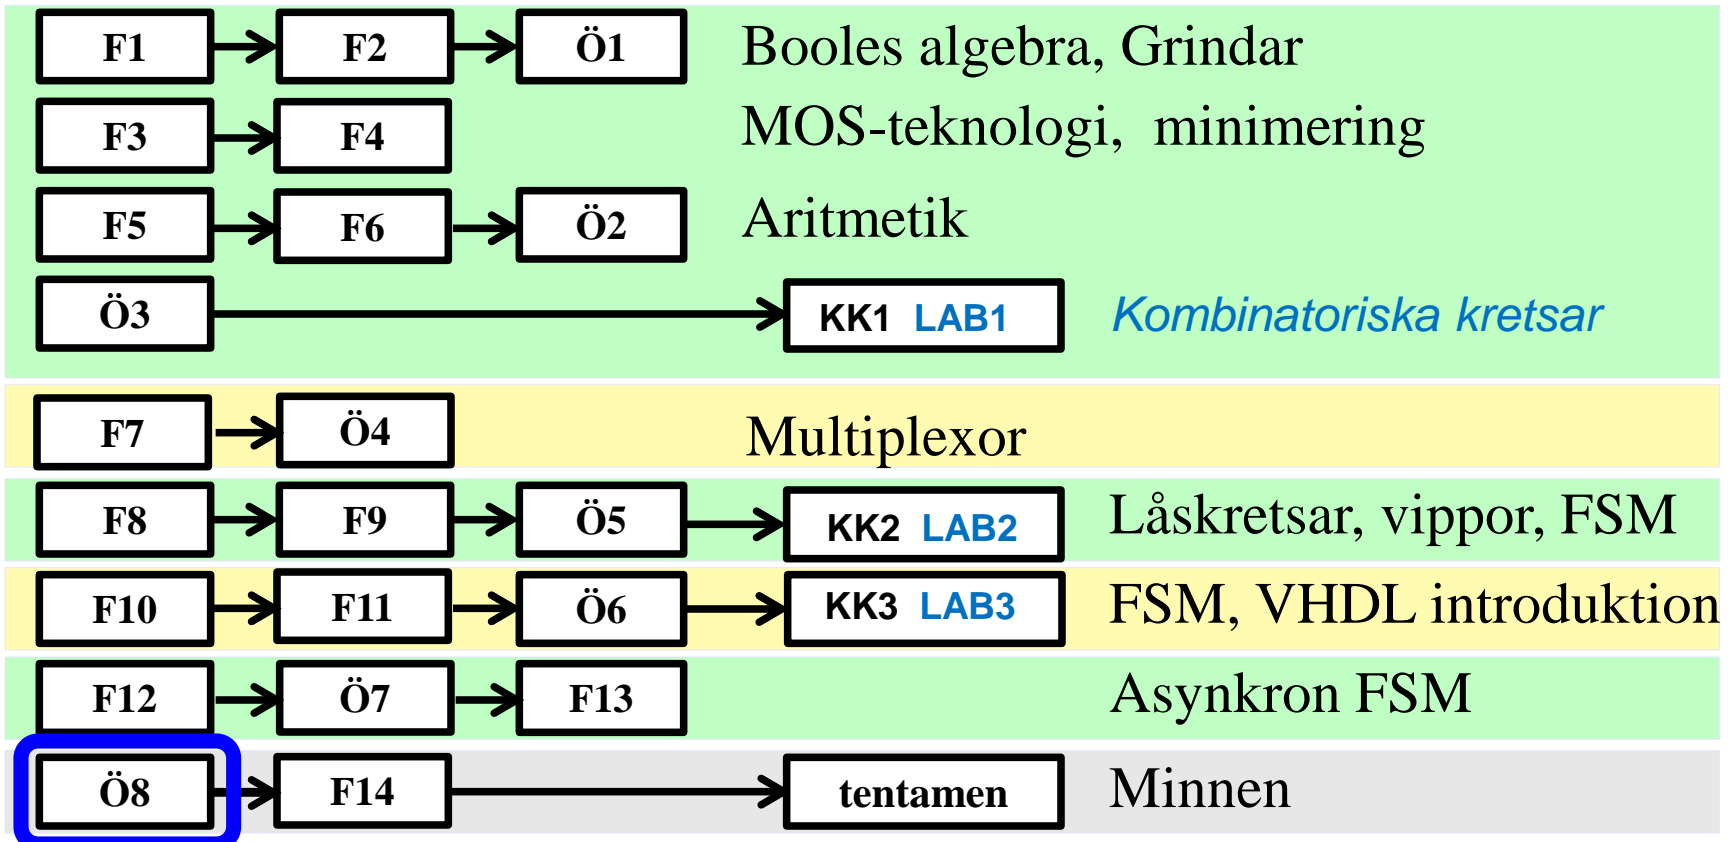 F1 F2 Ö1 Booles algebra, Grindar
F3 F4 MOS-teknologi, minimering
F5 F6 Ö2 Aritmetik
Ö3 KK1 LAB1 Kombinatoriska kretsar
F7 Ö4 Multiplexor
F8 F9 Ö5 KK2 LAB2 Låskretsar, vippor, FSM
F10 F11 Ö6 KK3 LAB3 FSM, VHDL introduktion
F12 Ö7 F13 Asynkron FSM
Ö8 F14 tentamen Minnen